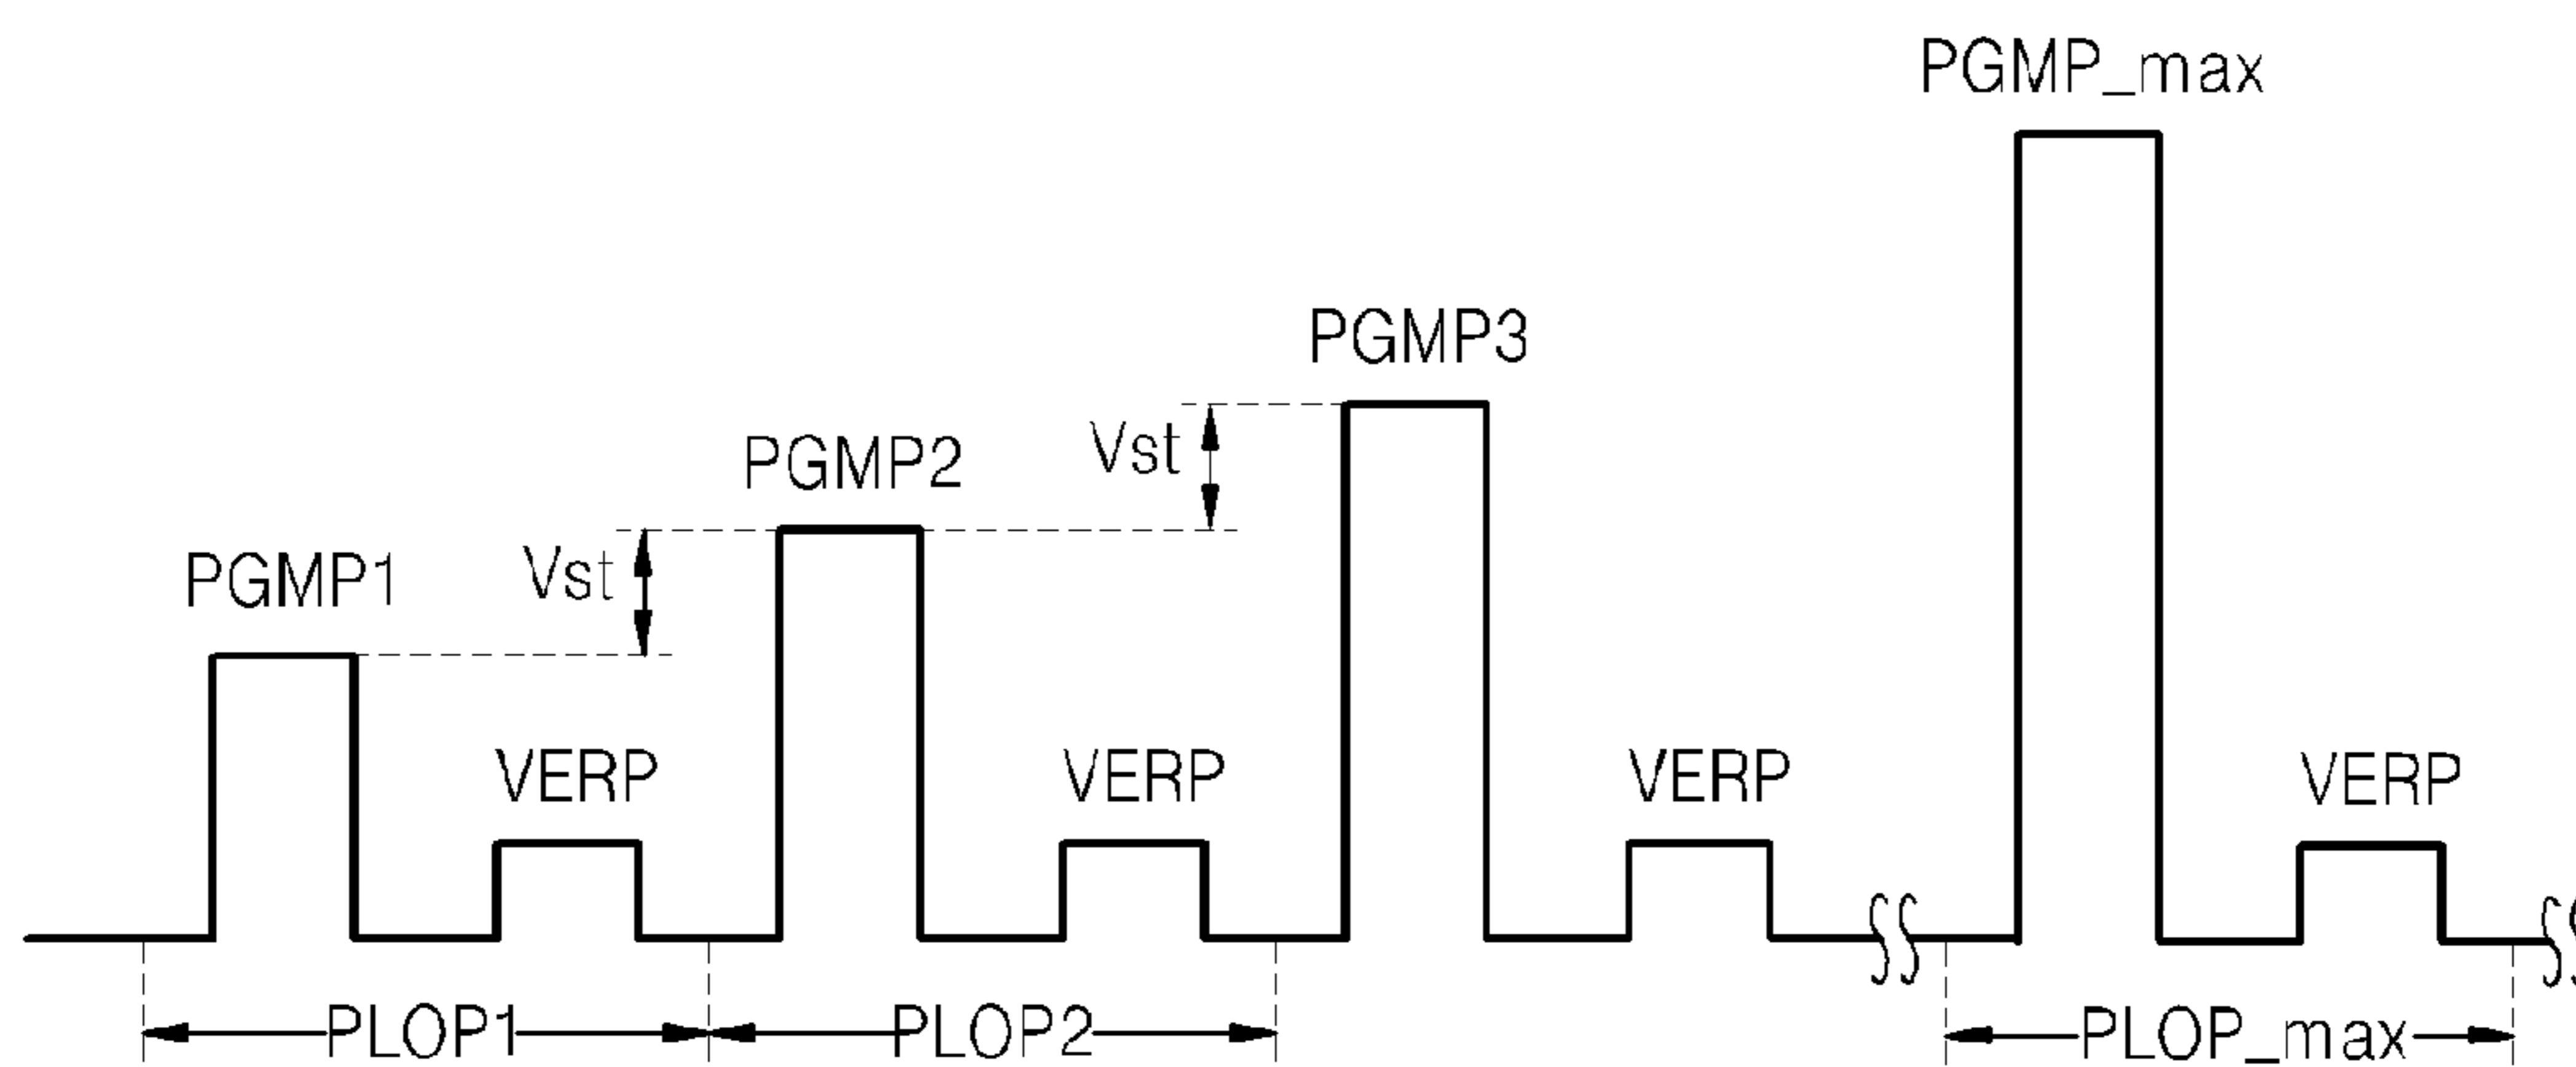 PGMP_max
PGMP3
Vst
PGMP2
Vst
PGMP1
VERP
VERP
VERP
VERP
PLOP1
PLOP2
PLOP_max